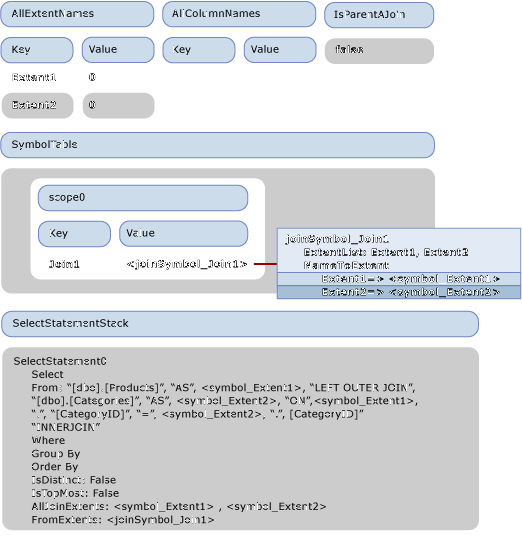 AllExtentNames
AllColumnNames
IsParentAJoin
Key Value Key Value false
Extent1 0
Extent2 0
SymbolTable
scope0
Key Value
Join1 <joinSymbol_Join1>
joinSymbol_Join1
ExtentList: Extent1, Extent2
NameToExtent
Extent1=> <symbol_Extent1>
Extent2=> <symbol_Extent2>
SelectStatementStack
SelectStatement0
Select
From: “[dbo].[Products]”, “AS”, <symbol_Extent1>, “LEFT OUTER JOIN”,
“[dbo].[Categories]”, “AS”, <symbol_Extent2>, “ON”,<symbol_Extent1>,
“.”, “[CategoryID]”, “=”, <symbol_Extent2>, “.”, [CategoryID]”
“INNERJOIN”
Where
Group By
Order By
IsDistinct: False
IsTopMost: False
AllJoinExtents: <symbol_Extent1> , <symbol_Extent2>
FromExtents: <joinSymbol_Join1>